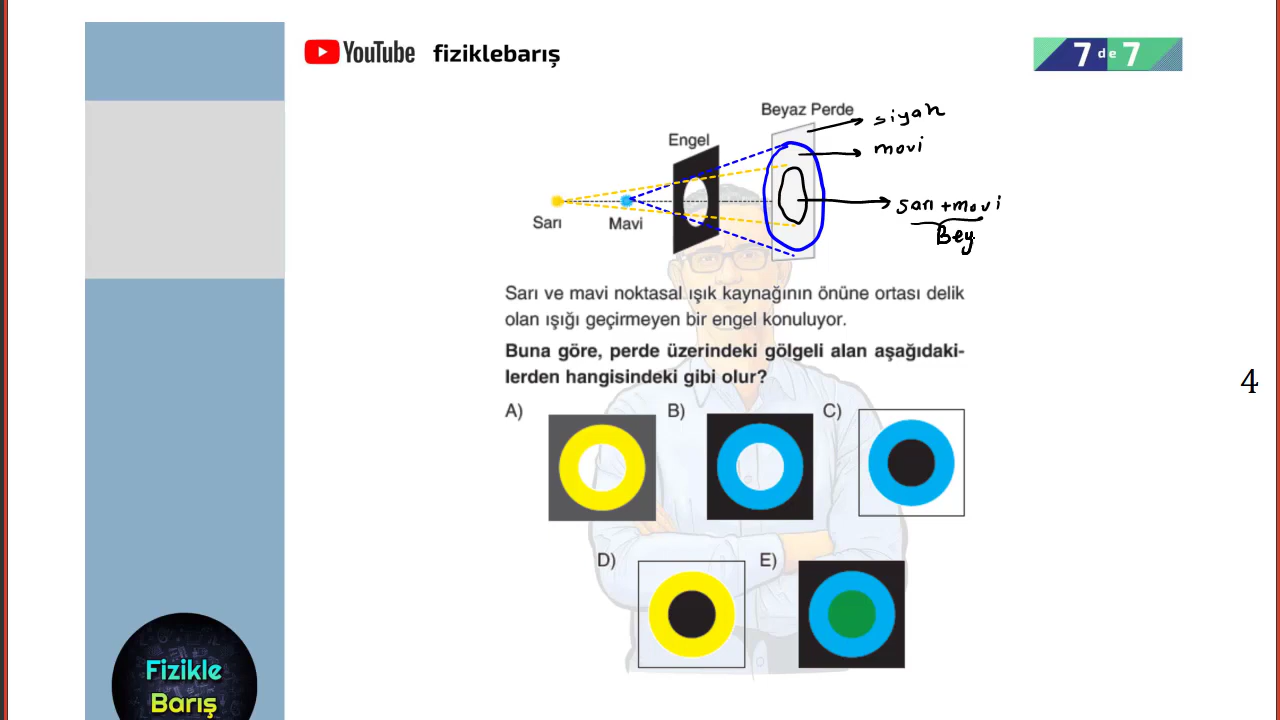 YouTube fiziklebarış
7 de 7
Beyaz Perde
siyah
Engel
mavi
sarı + mavi
Bey
Sarı
Mavi
Sarı ve mavi noktasal ışık kaynağının önüne ortası delik
olan ışığı geçirmeyen bir engel konuluyor.
Buna göre, perde üzerindeki gölgeli alan aşağıdaki-
lerden hangisindeki gibi olur?
4
A) B) C)
D) E)
Fizikle
Barış